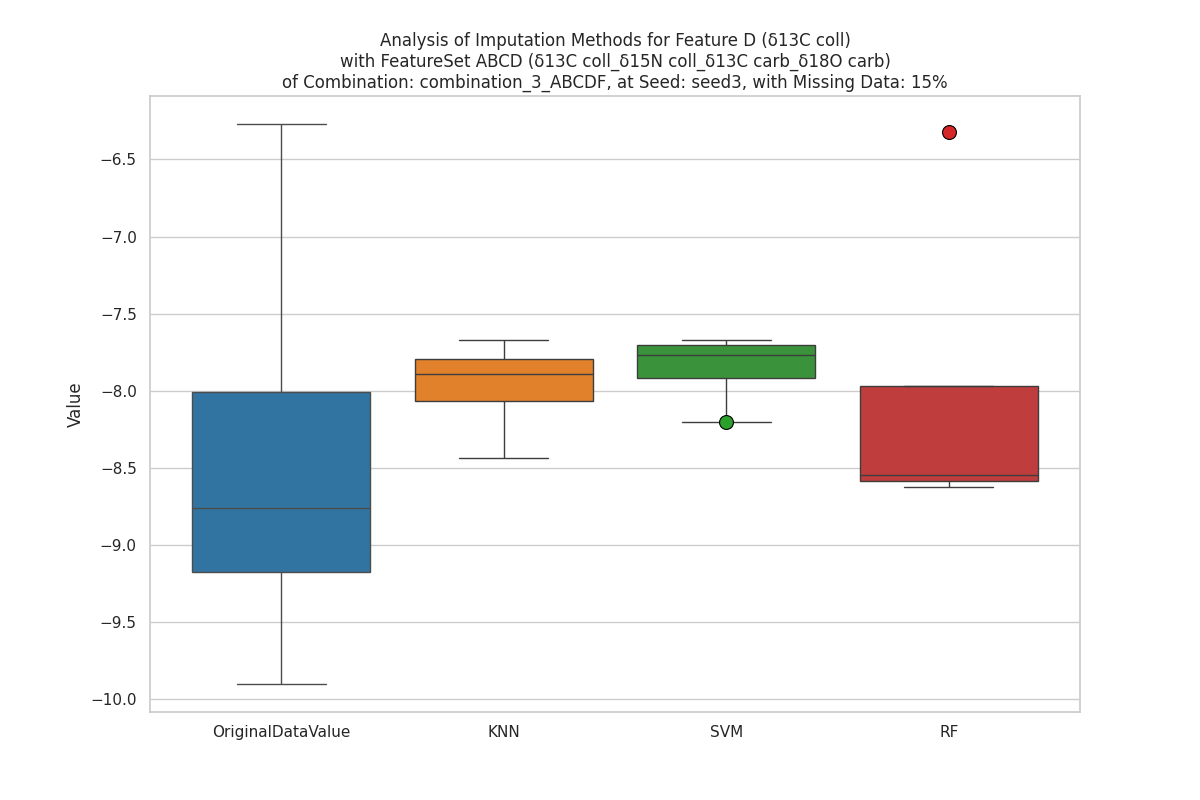 Analysis of Imputation Methods for Feature D (δ13C coll)
with FeatureSet ABCD (δ13C coll_δ15N coll_δ13C carb_δ18O carb)
of Combination: combination_3_ABCDF, at Seed: seed3, with Missing Data: 15%
Value
−6.5
−7.0
−7.5
−8.0
−8.5
−9.0
−9.5
−10.0
OriginalDataValue
KNN
SVM
RF